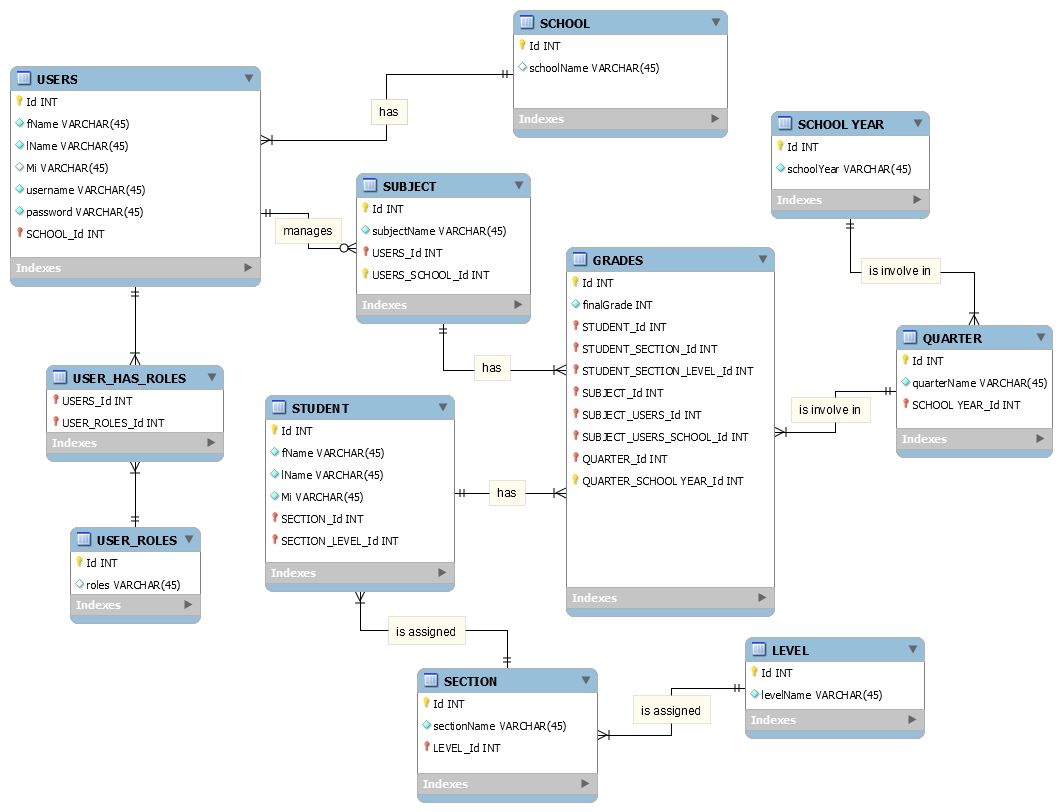 SCHOOL
Id INT
schoolName VARCHAR(45)
Indexes
USERS
Id INT
fName VARCHAR(45)
lName VARCHAR(45)
Mi VARCHAR(45)
username VARCHAR(45)
password VARCHAR(45)
SCHOOL_Id INT
Indexes
has
SCHOOL YEAR
Id INT
schoolYear VARCHAR(45)
Indexes
SUBJECT
Id INT
subjectName VARCHAR(45)
USERS_Id INT
USERS_SCHOOL_Id INT
Indexes
manages
GRADES
Id INT
finalGrade INT
STUDENT_Id INT
STUDENT_SECTION_Id INT
STUDENT_SECTION_LEVEL_Id INT
SUBJECT_Id INT
SUBJECT_USERS_Id INT
SUBJECT_USERS_SCHOOL_Id INT
QUARTER_Id INT
QUARTER_SCHOOL YEAR_Id INT
Indexes
is involve in
QUARTER
Id INT
quarterName VARCHAR(45)
SCHOOL YEAR_Id INT
Indexes
has
is involve in
USER_HAS_ROLES
USERS_Id INT
USER_ROLES_Id INT
Indexes
STUDENT
Id INT
fName VARCHAR(45)
lName VARCHAR(45)
Mi VARCHAR(45)
SECTION_Id INT
SECTION_LEVEL_Id INT
Indexes
has
USER_ROLES
Id INT
roles VARCHAR(45)
Indexes
is assigned
SECTION
Id INT
sectionName VARCHAR(45)
LEVEL_Id INT
Indexes
is assigned
LEVEL
Id INT
levelName VARCHAR(45)
Indexes